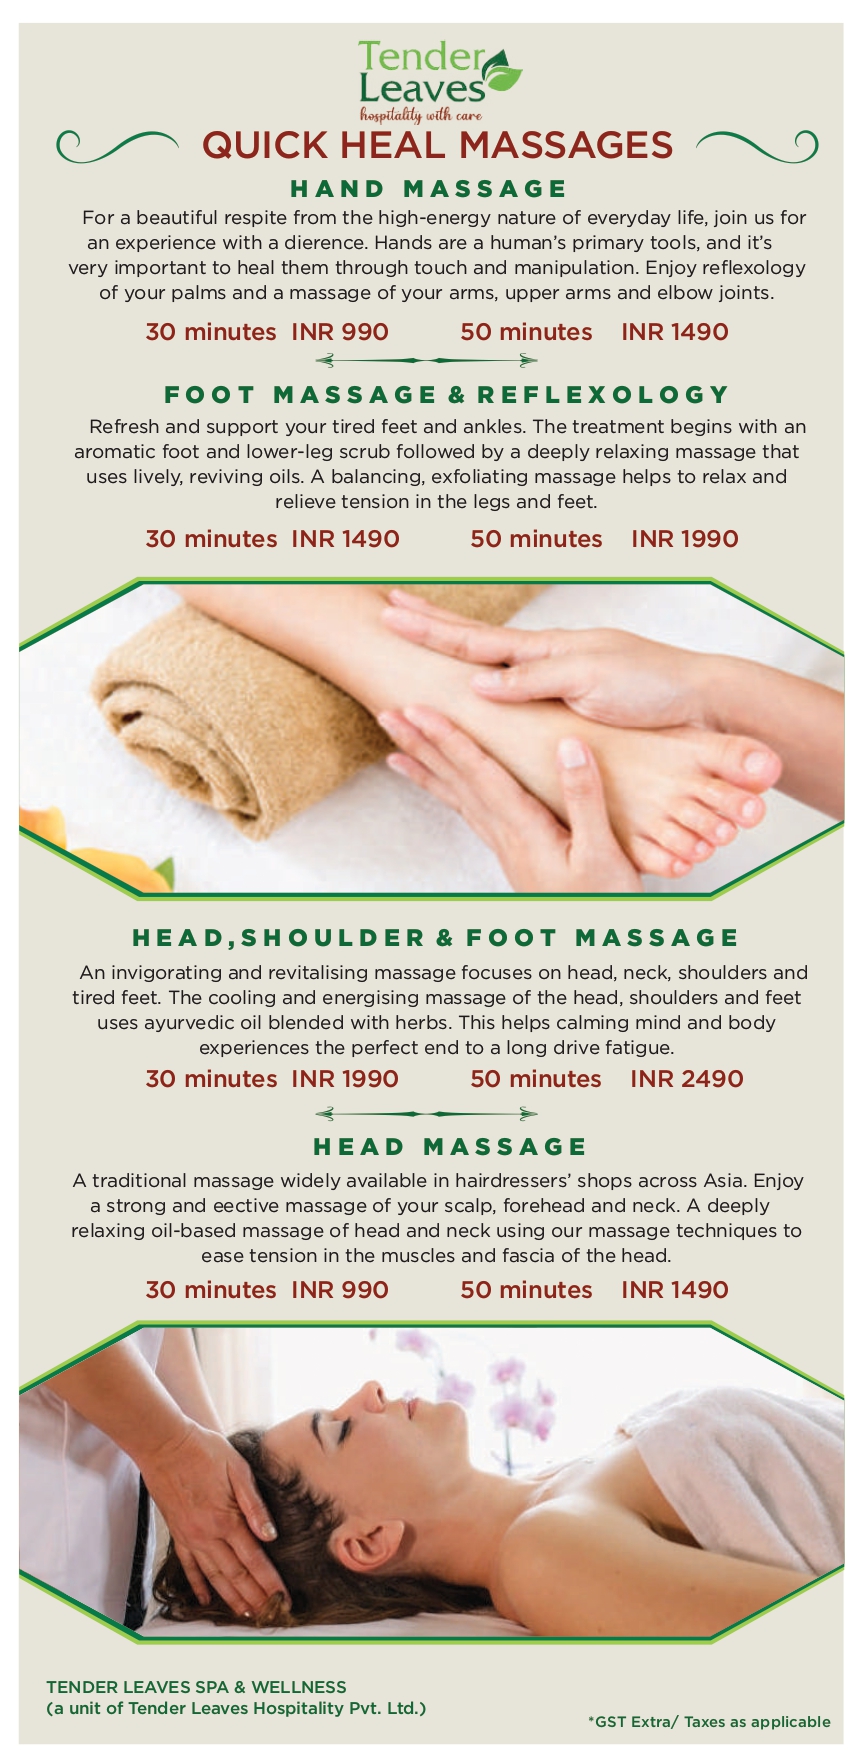 Tender
Leaves
hospitality with care
QUICK HEAL MASSAGES
HAND MASSAGE
For a beautiful respite from the high-energy nature of everyday life, join us for
an experience with a dierence. Hands are a human's primary tools, and it's
very important to heal them through touch and manipulation. Enjoy reflexology
of your palms and a massage of your arms, upper arms and elbow joints.
30 minutes INR 990 50 minutes INR 1490
FOOT MASSAGE & REFLEXOLOGY
Refresh and support your tired feet and ankles. The treatment begins with an
aromatic foot and lower-leg scrub followed by a deeply relaxing massage that
uses lively, reviving oils. A balancing, exfoliating massage helps to relax and
relieve tension in the legs and feet.
30 minutes INR 1490 50 minutes INR 1990
HEAD,SHOULDER & FOOT MASSAGE
An invigorating and revitalising massage focuses on head, neck, shoulders and
tired feet. The cooling and energising massage of the head, shoulders and feet
uses ayurvedic oil blended with herbs. This helps calming mind and body
experiences the perfect end to a long drive fatigue.
30 minutes INR 1990 50 minutes INR 2490
HEAD MASSAGE
A traditional massage widely available in hairdressers' shops across Asia. Enjoy
a strong and eective massage of your scalp, forehead and neck. A deeply
relaxing oil-based massage of head and neck using our massage techniques to
ease tension in the muscles and fascia of the head.
30 minutes INR 990 50 minutes INR 1490
TENDER LEAVES SPA & WELLNESS
(a unit of Tender Leaves Hospitality Pvt. Ltd.)
*GST Extra/ Taxes as applicable